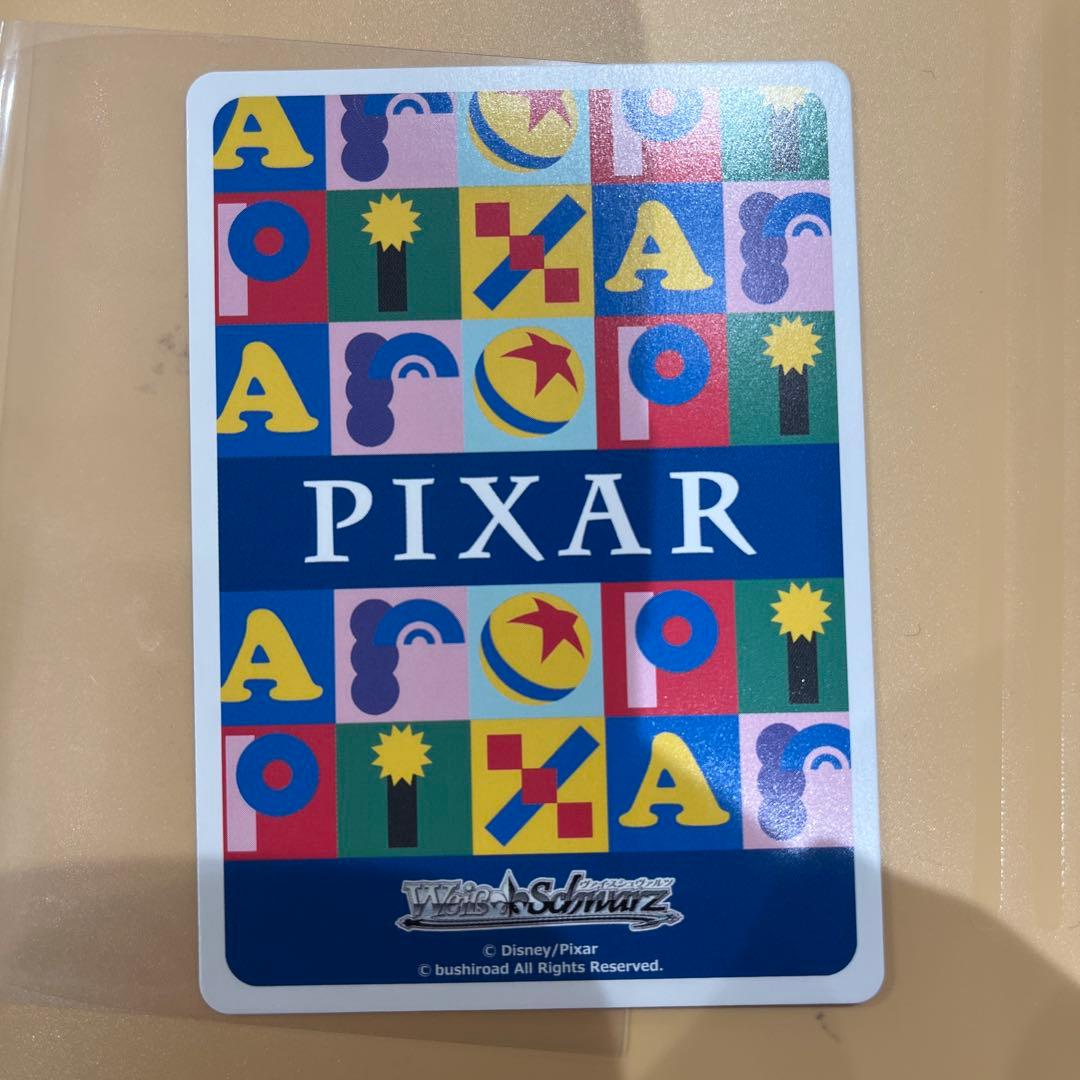 A r P i
P i X A r
A r P i
PIXAR
A r P i
P i X A r
ヴァイスシュヴァルツ
Weiß Schwarz
© Disney/Pixar
© bushiroad All Rights Reserved.